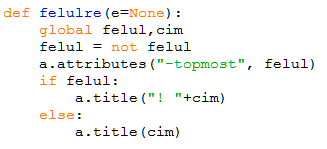 def felulre(e=None):
    global felul,cim
    felul = not felul
    a.attributes("-topmost", felul)
    if felul:
        a.title("! "+cim)
    else:
        a.title(cim)